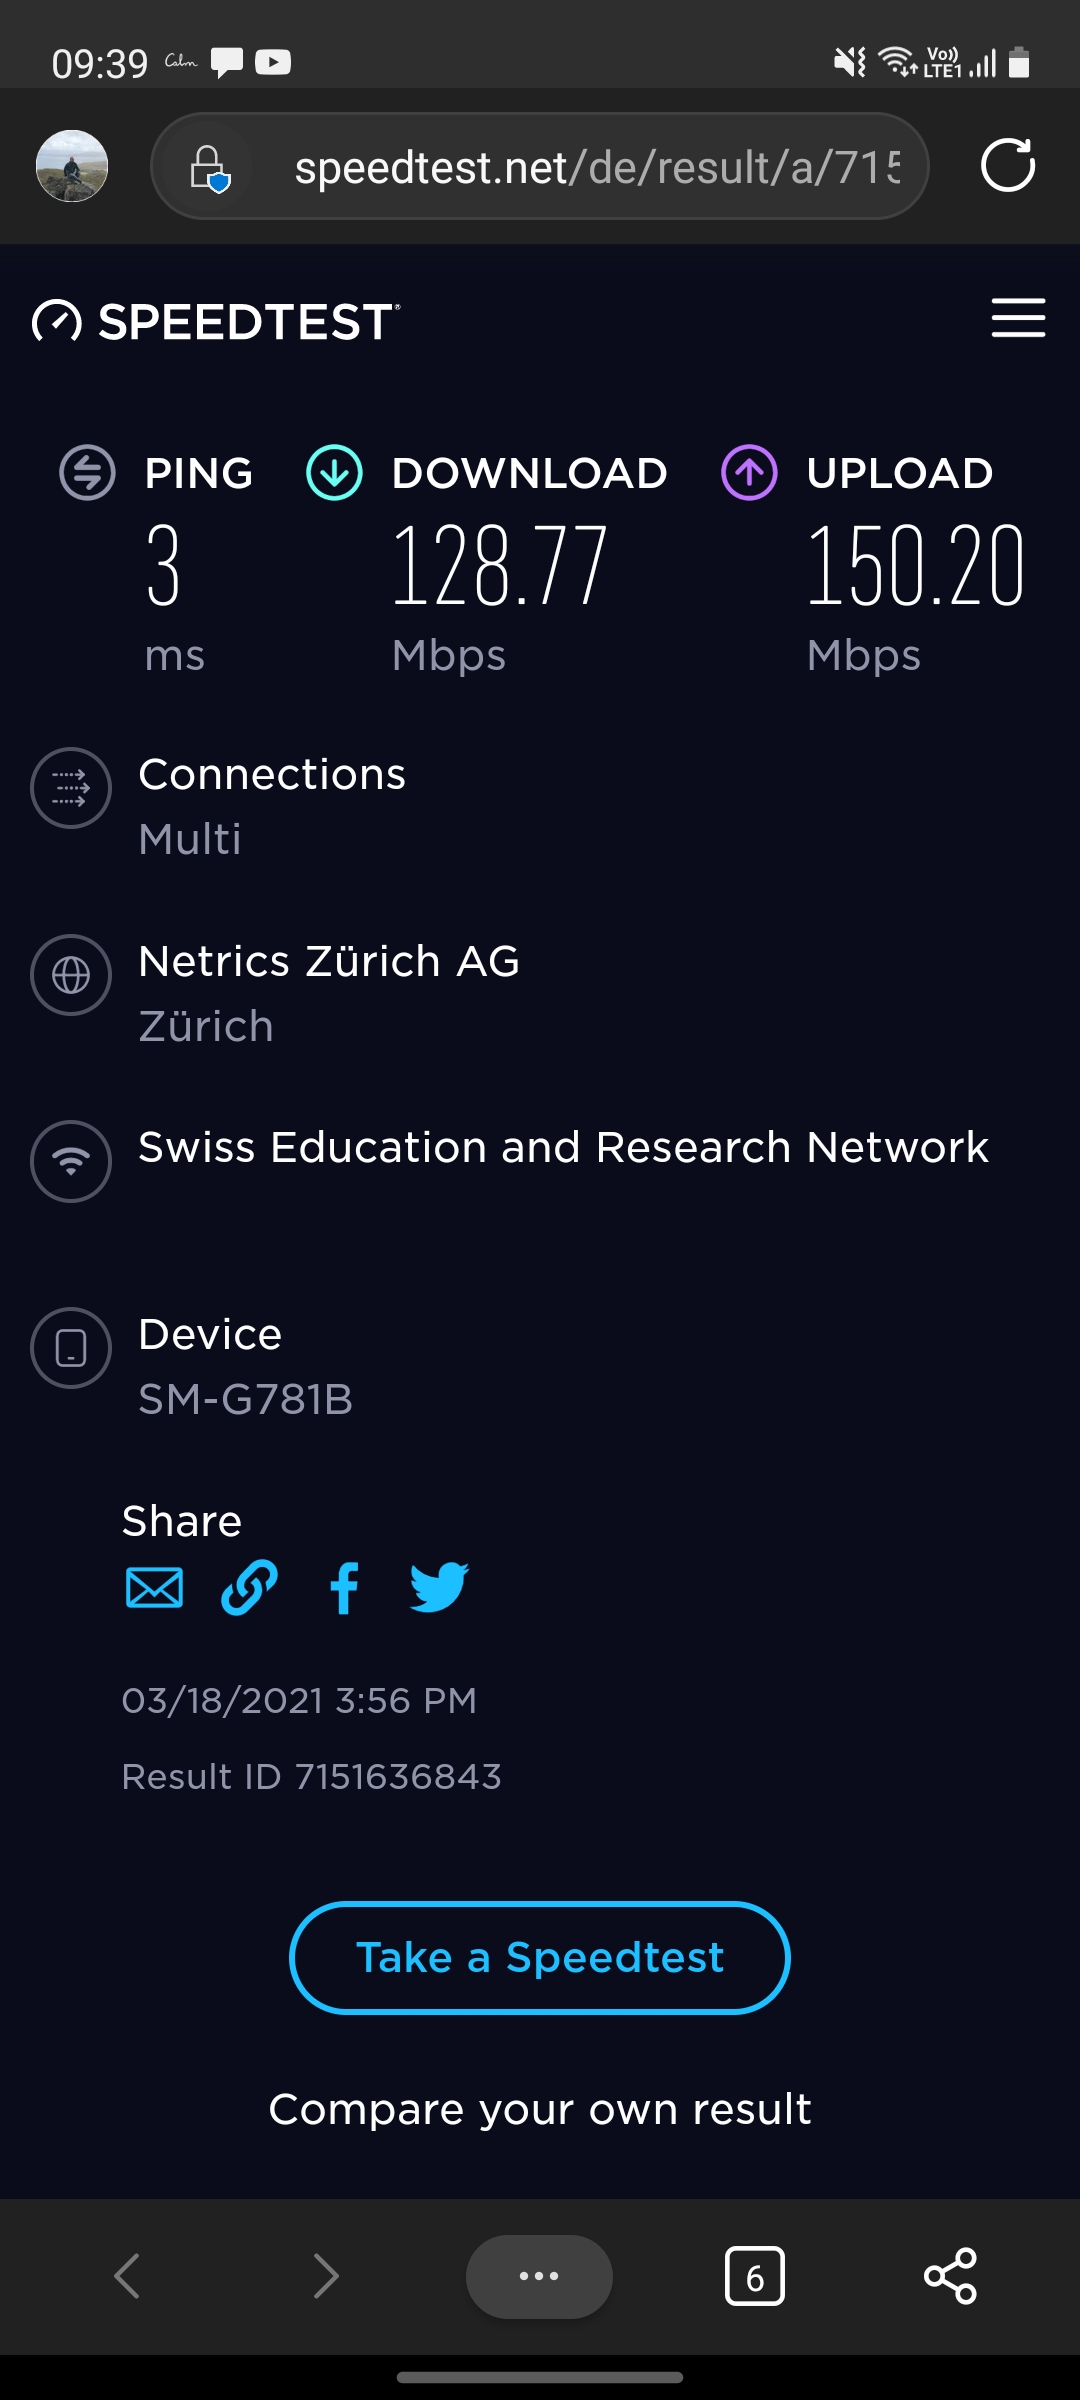 09:39 Calm Vo)) LTE1
speedtest.net/de/result/a/715
SPEEDTEST
PING DOWNLOAD UPLOAD
3 128.77 150.20
ms Mbps Mbps
Connections
Multi
Netrics Zürich AG
Zürich
Swiss Education and Research Network
Device
SM-G781B
Share
03/18/2021 3:56 PM
Result ID 7151636843
Take a Speedtest
Compare your own result
6